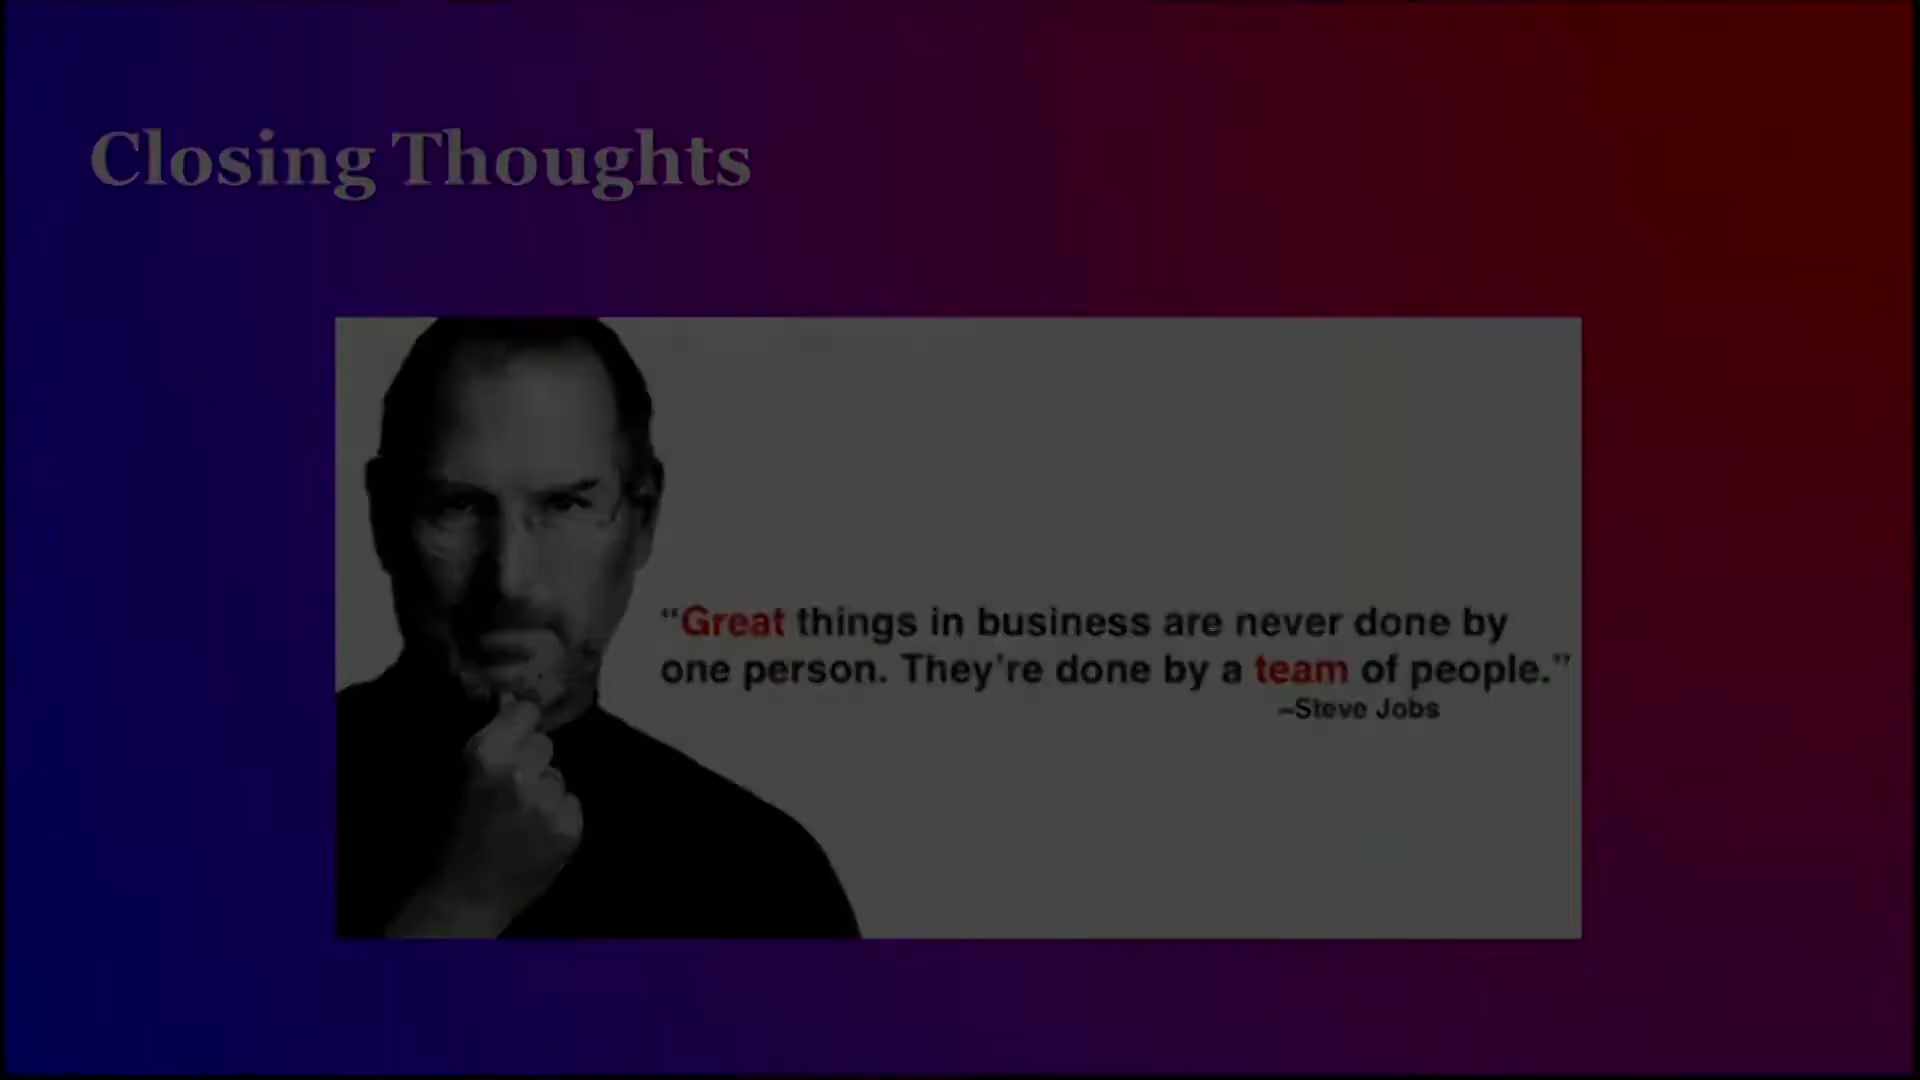 Closing Thoughts
“Great things in business are never done by
one person. They're done by a team of people.”
–Steve Jobs